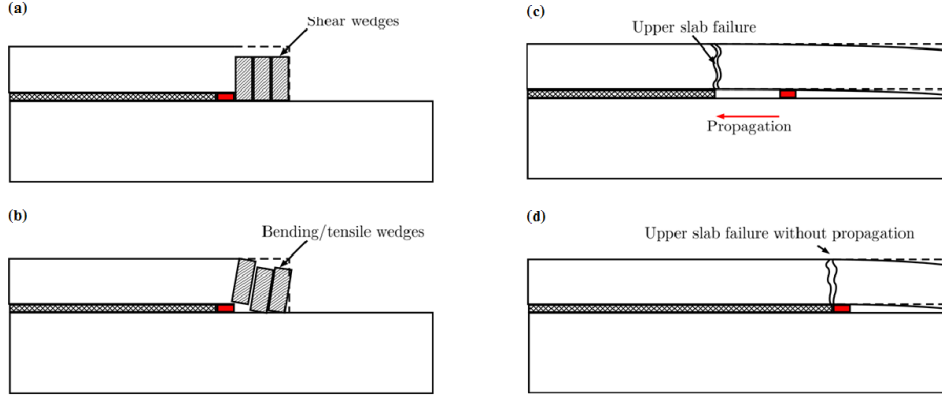 (a)
Shear wedges
(b)
Bending/tensile wedges
(c)
Upper slab failure
Propagation
(d)
Upper slab failure without propagation